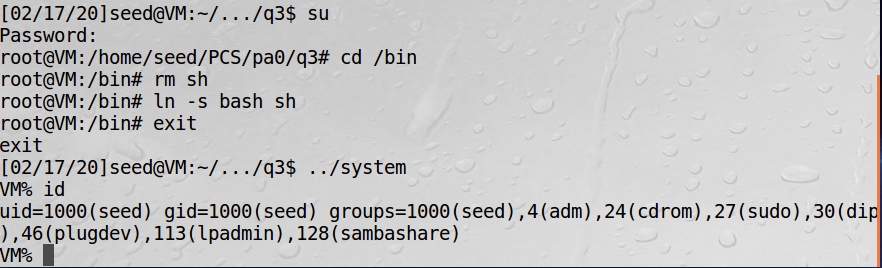 [02/17/20]seed@VM:~/.../q3$ su
Password:
root@VM:/home/seed/PCS/pa0/q3# cd /bin
root@VM:/bin# rm sh
root@VM:/bin# ln -s bash sh
root@VM:/bin# exit
exit
[02/17/20]seed@VM:~/.../q3$ ../system
VM% id
uid=1000(seed) gid=1000(seed) groups=1000(seed),4(adm),24(cdrom),27(sudo),30(dip
),46(plugdev),113(lpadmin),128(sambashare)
VM%